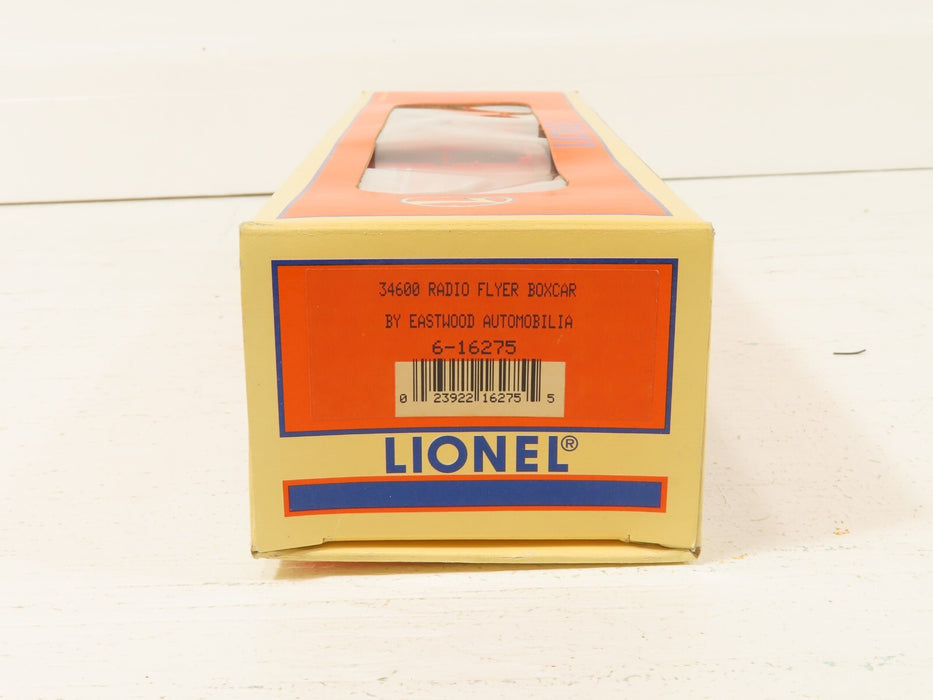 34600 RADIO FLYER BOXCAR
BY EASTWOOD AUTOMOBILIA
6-16275
0 23922 16275 5
LIONEL®